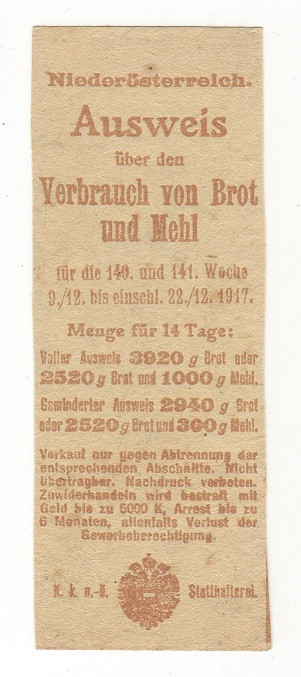 Niederösterreich.
Ausweis
über den
Verbrauch von Brot
und Mehl
für die 140. und 141. Woche
9./12. bis einschl. 22./12. 1917.
Menge für 14 Tage:
Voller Ausweis 3920 g Brot oder
2520 g Brot und 1000 g Mehl.
Geminderter Ausweis 2940 g Brot
oder 2520 g Brot und 300 g Mehl.
Verkauf nur gegen Abtrennung der
entsprechenden Abschnitte. Nicht
übertragbar. Nachdruck verboten.
Zuwiderhandeln wird bestraft mit
Geld bis zu 5000 K, Arrest bis zu
6 Monaten, allenfalls Verlust der
Gewerbeberechtigung.
K. k. n.-ö. Statthalterei.